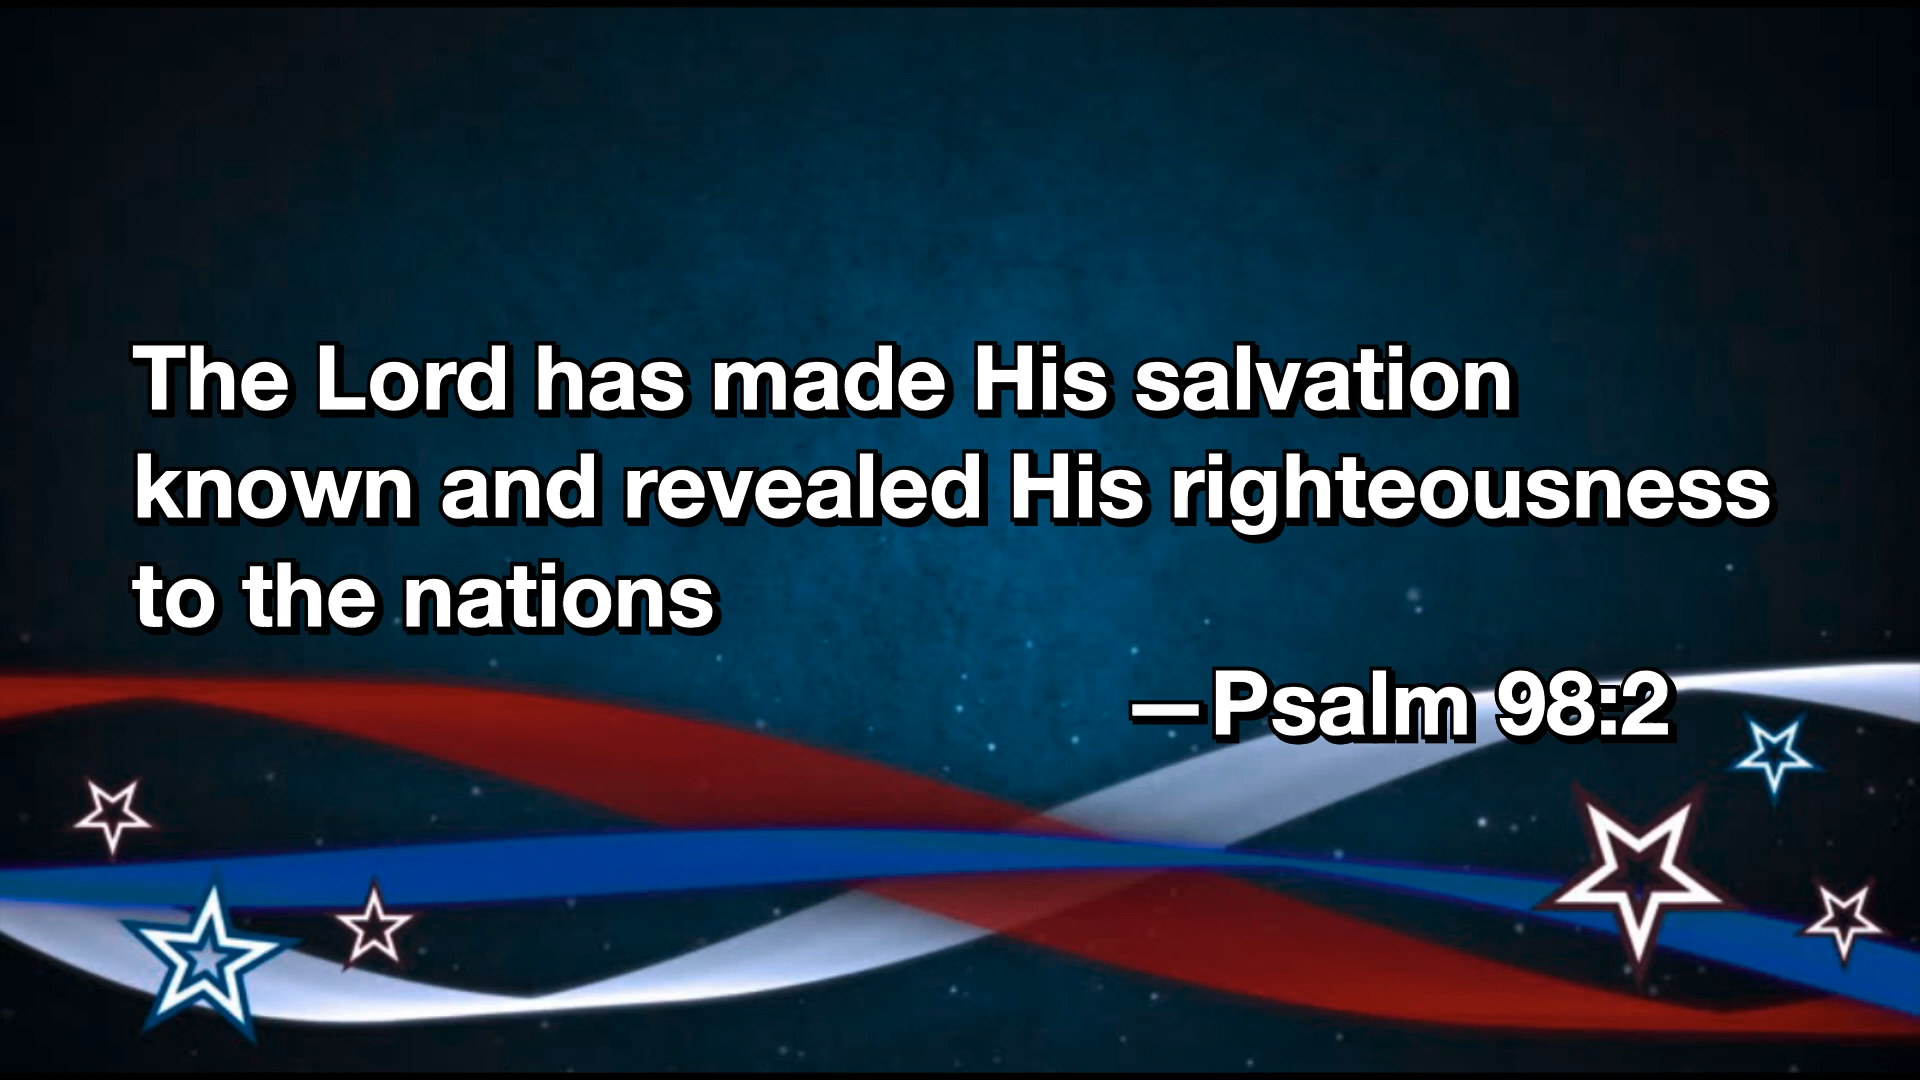 The Lord has made His salvation
known and revealed His righteousness
to the nations
—Psalm 98:2